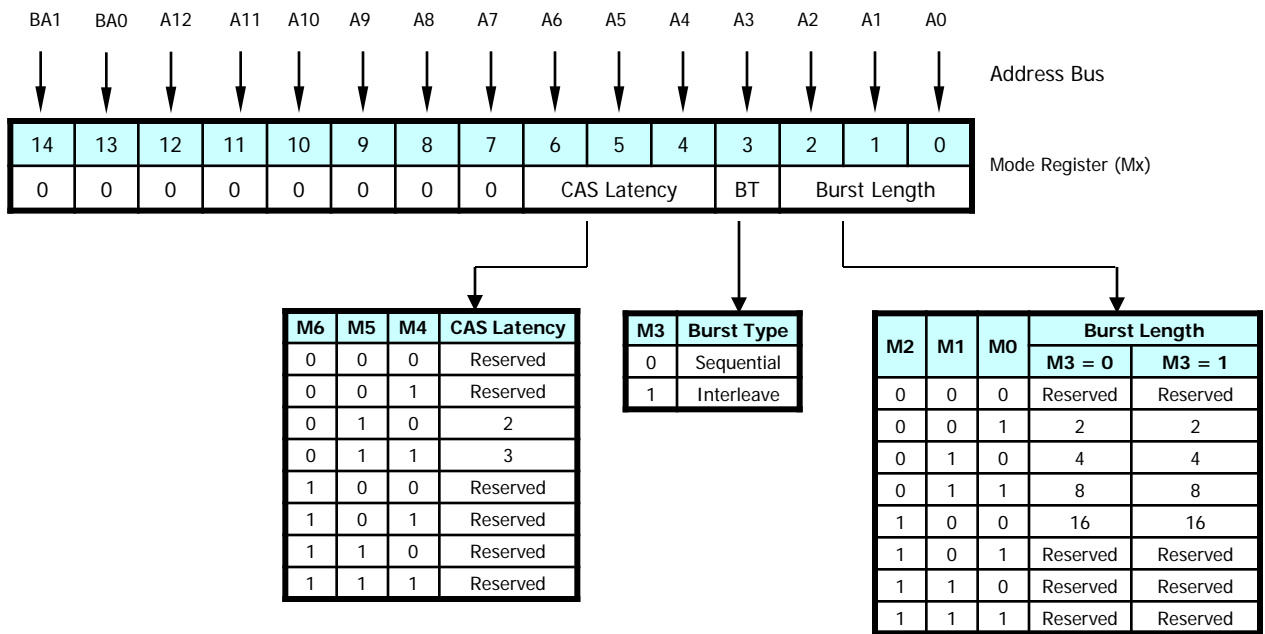 BA1 BA0 A12 A11 A10 A9 A8 A7 A6 A5 A4 A3 A2 A1 A0
Address Bus
14 13 12 11 10 9 8 7 6 5 4 3 2 1 0
Mode Register (Mx)
0 0 0 0 0 0 0 0 CAS Latency BT Burst Length
M6 M5 M4 CAS Latency
0 0 0 Reserved
0 0 1 Reserved
0 1 0 2
0 1 1 3
1 0 0 Reserved
1 0 1 Reserved
1 1 0 Reserved
1 1 1 Reserved
M3 Burst Type
0 Sequential
1 Interleave
M2 M1 M0 Burst Length
M3 = 0 M3 = 1
0 0 0 Reserved Reserved
0 0 1 2 2
0 1 0 4 4
0 1 1 8 8
1 0 0 16 16
1 0 1 Reserved Reserved
1 1 0 Reserved Reserved
1 1 1 Reserved Reserved